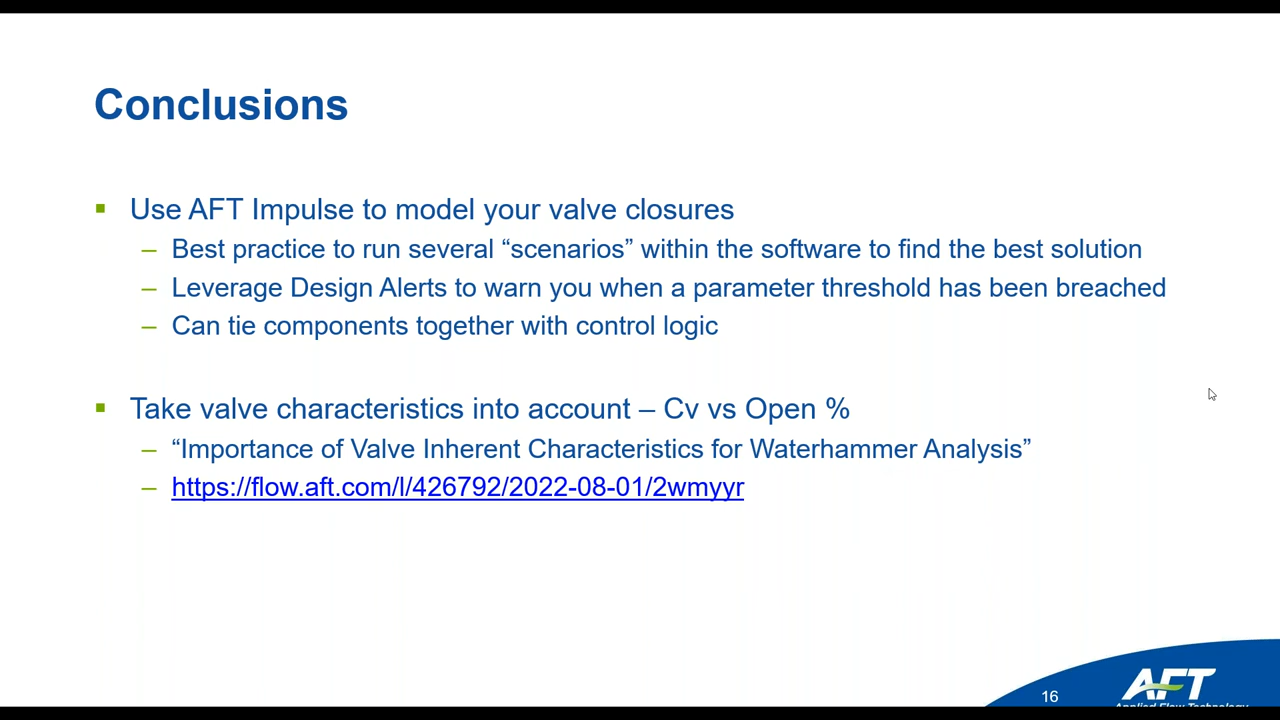 Conclusions
Use AFT Impulse to model your valve closures
– Best practice to run several “scenarios” within the software to find the best solution
– Leverage Design Alerts to warn you when a parameter threshold has been breached
– Can tie components together with control logic
Take valve characteristics into account – Cv vs Open %
– “Importance of Valve Inherent Characteristics for Waterhammer Analysis”
– https://flow.aft.com/l/426792/2022-08-01/2wmyyr
16
AFT
Applied Flow Technology